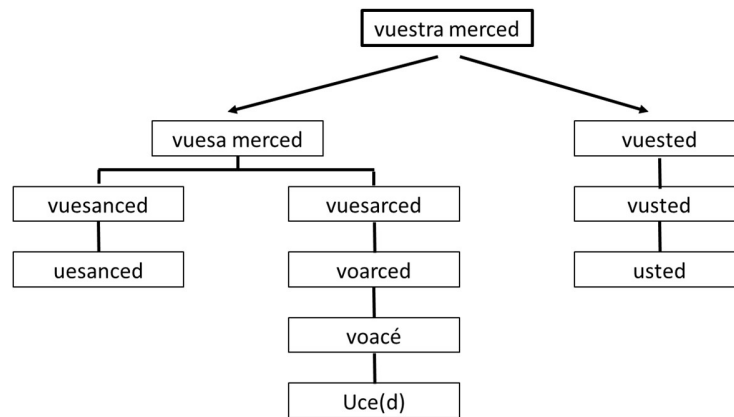 vuestra merced
vuesa merced
vuested
vuesanced
vuesarced
vusted
uesanced
voarced
usted
voacé
Uce(d)